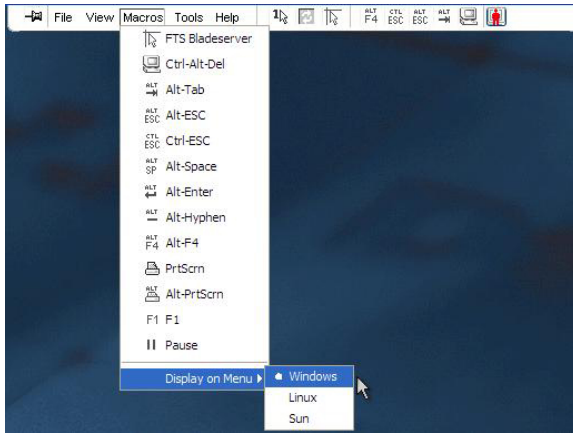 File View Macros Tools Help 1 ALT F4 CTL ESC ALT ESC ALT
FTS Bladeserver
Ctrl-Alt-Del
ALT Alt-Tab
ALT ESC Alt-ESC
CTL ESC Ctrl-ESC
ALT SP Alt-Space
ALT Alt-Enter
ALT Alt-Hyphen
ALT F4 Alt-F4
PrtScrn
ALT Alt-PrtScrn
F1 F1
Pause
Display on Menu
Windows
Linux
Sun